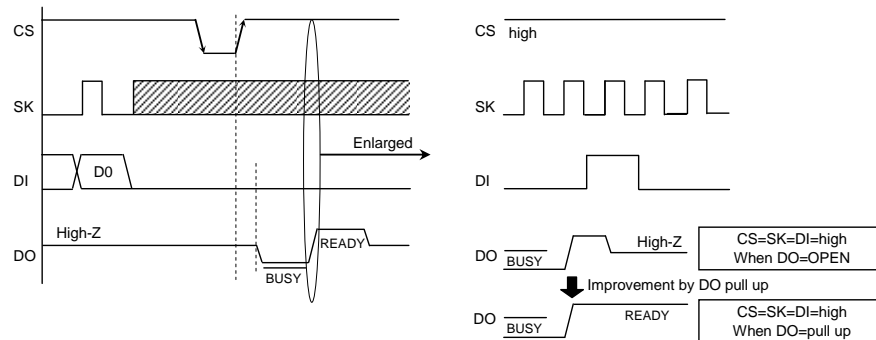 CS
SK
DI
D0
DO
High-Z
BUSY
READY
Enlarged
CS
high
SK
DI
DO
BUSY
High-Z
CS=SK=DI=high
When DO=OPEN
Improvement by DO pull up
DO
BUSY
READY
CS=SK=DI=high
When DO=pull up